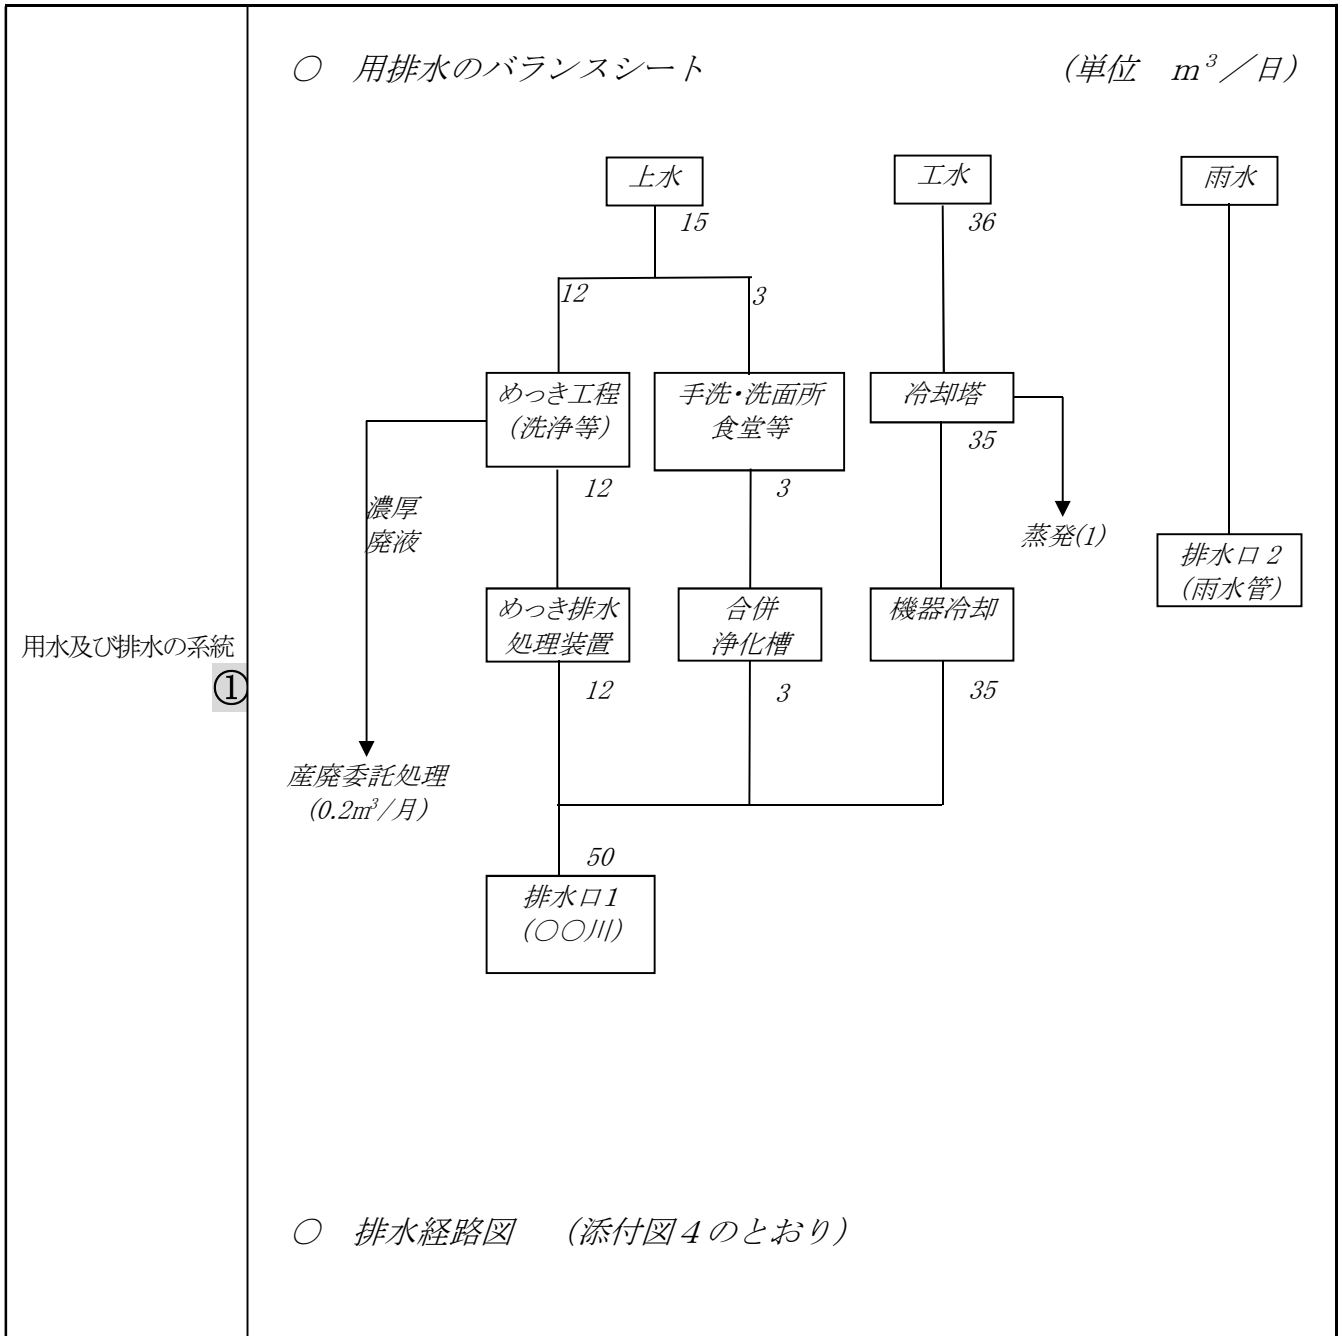 ○　用排水のバランスシート　(単位　m³／日)
上水
工水
雨水
15
36
12
3
めっき工程
(洗浄等)
手洗・洗面所
食堂等
冷却塔
35
12
3
濃厚
廃液
蒸発(1)
排水口2
(雨水管)
めっき排水
処理装置
合併
浄化槽
機器冷却
用水及び排水の系統
①
12
3
35
産廃委託処理
(0.2m³/月)
50
排水口1
(○○川)
○　排水経路図　(添付図4のとおり)